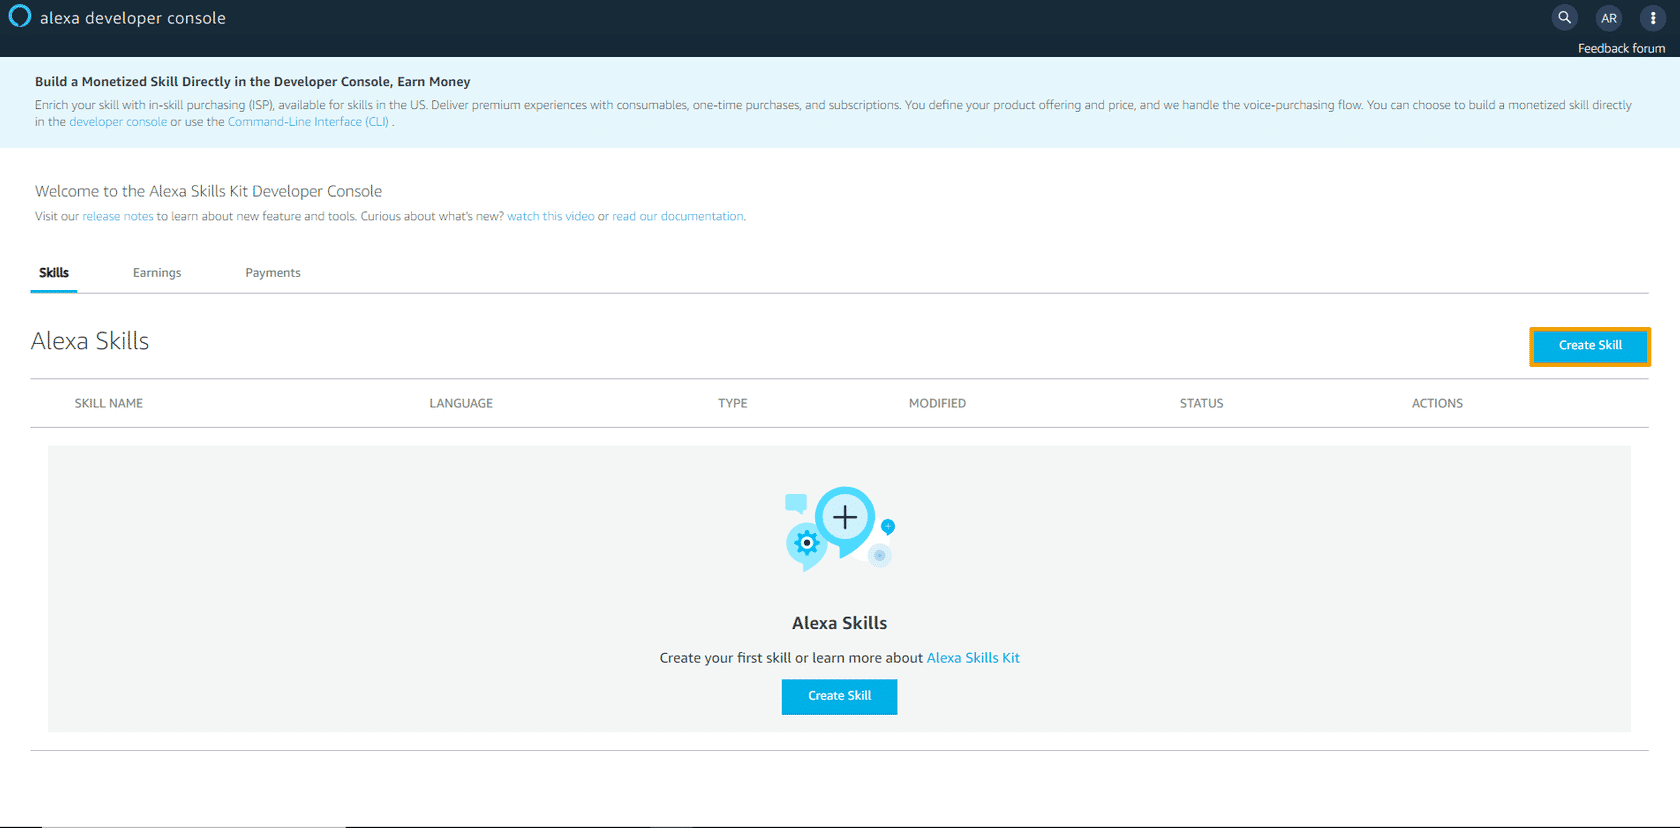 alexa developer console
AR
Feedback forum
Build a Monetized Skill Directly in the Developer Console, Earn Money
Enrich your skill with in-skill purchasing (ISP), available for skills in the US. Deliver premium experiences with consumables, one-time purchases, and subscriptions. You define your product offering and price, and we handle the voice-purchasing flow. You can choose to build a monetized skill directly
in the developer console or use the Command-Line Interface (CLI) .
Welcome to the Alexa Skills Kit Developer Console
Visit our release notes to learn about new feature and tools. Curious about what's new? watch this video or read our documentation.
Skills Earnings Payments
Alexa Skills
Create Skill
SKILL NAME LANGUAGE TYPE MODIFIED STATUS ACTIONS
Alexa Skills
Create your first skill or learn more about Alexa Skills Kit
Create Skill